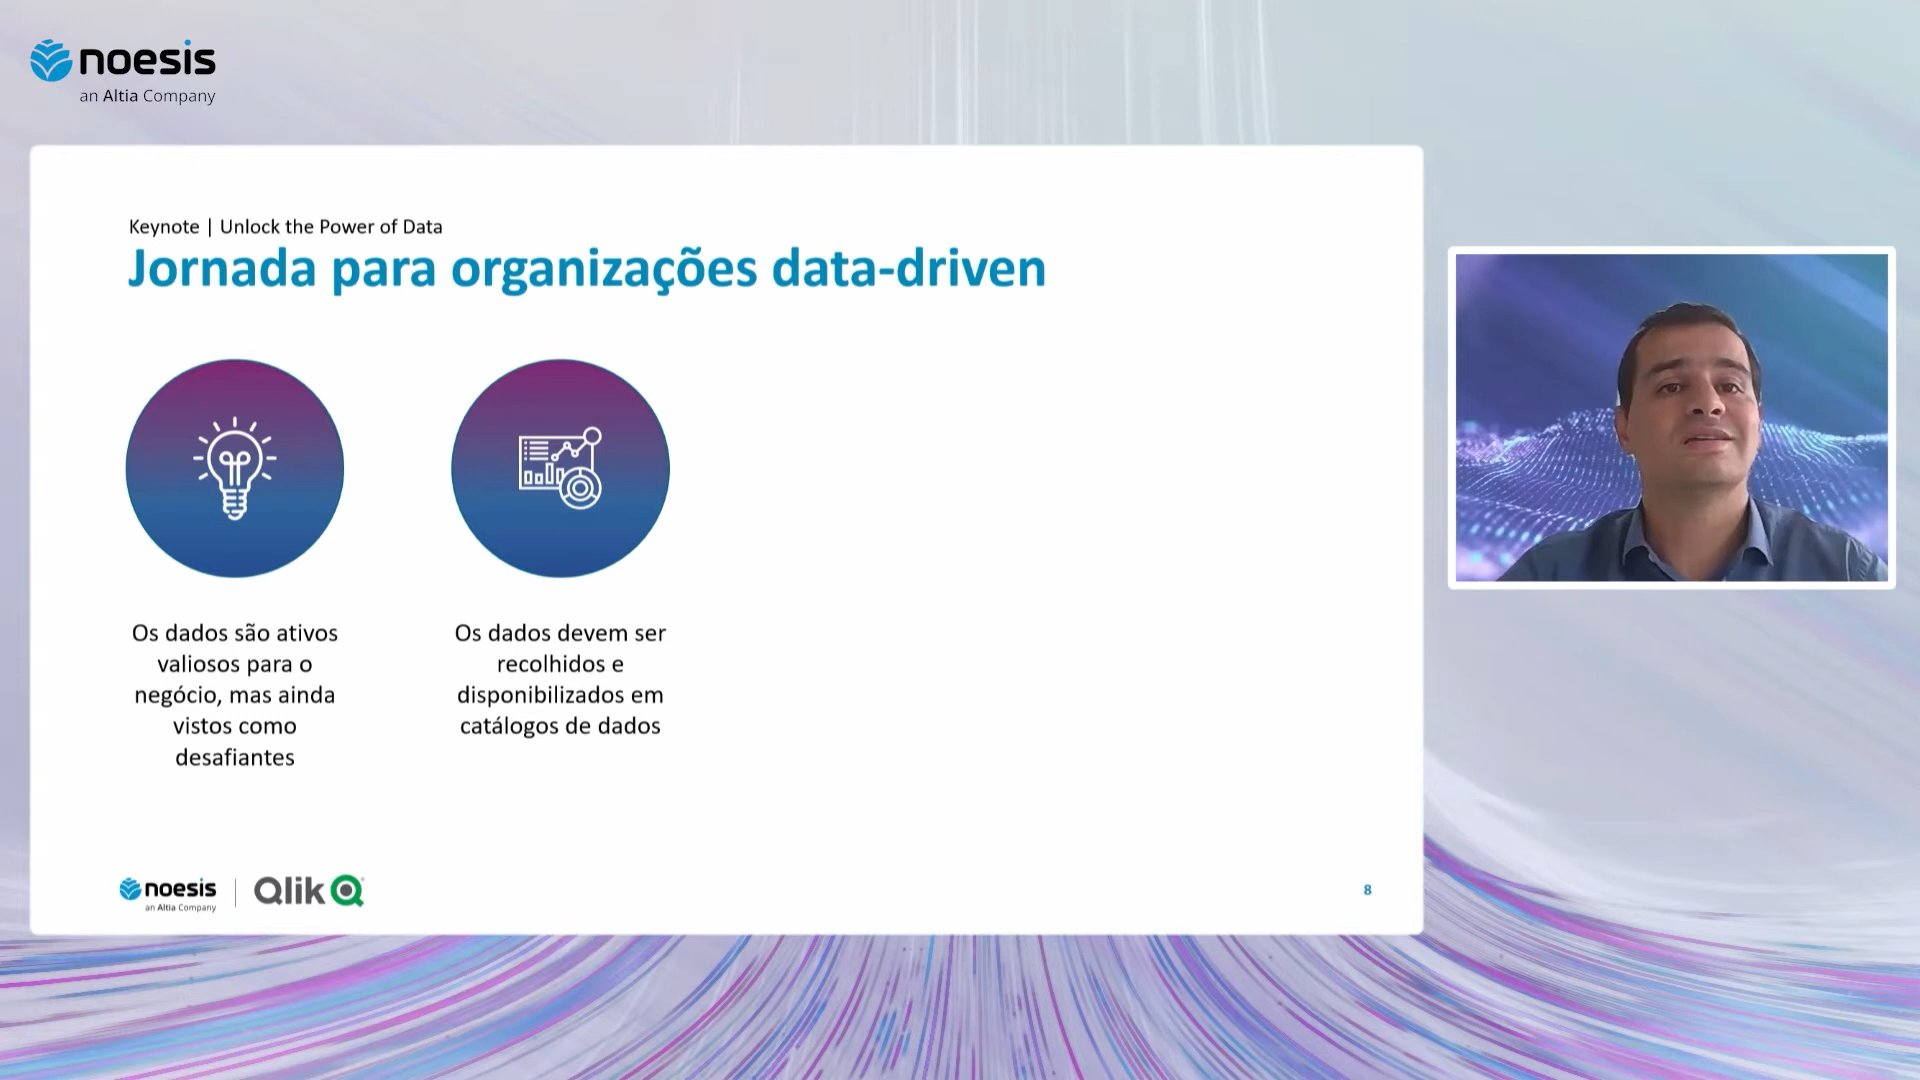 noesis
an Altia Company
Keynote | Unlock the Power of Data
Jornada para organizações data-driven
Os dados são ativos
valiosos para o
negócio, mas ainda
vistos como
desafiantes
Os dados devem ser
recolhidos e
disponibilizados em
catálogos de dados
noesis
an Altia Company
Qlik
8